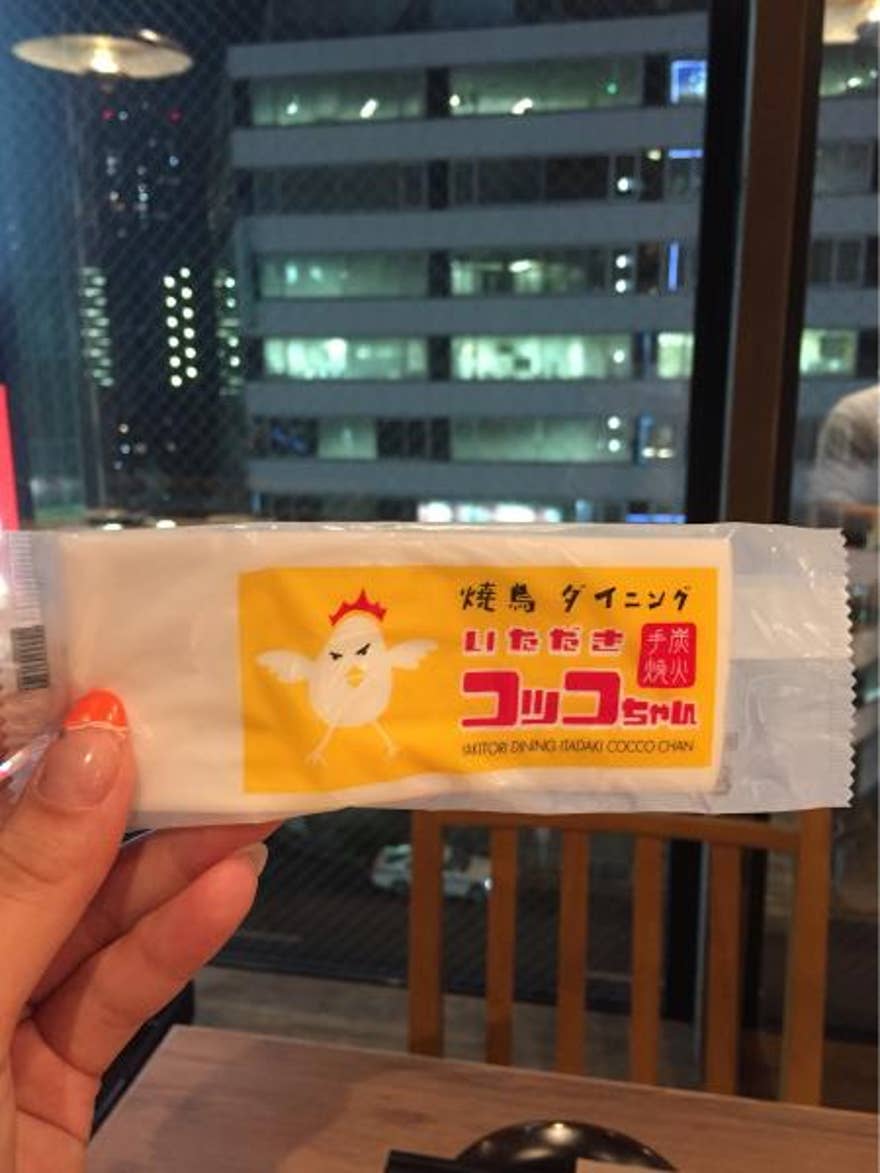 焼鳥 ダイニング
いただき
コッコちゃん
炭火
手焼
YAKITORI DINING ITADAKI COCCO CHAN